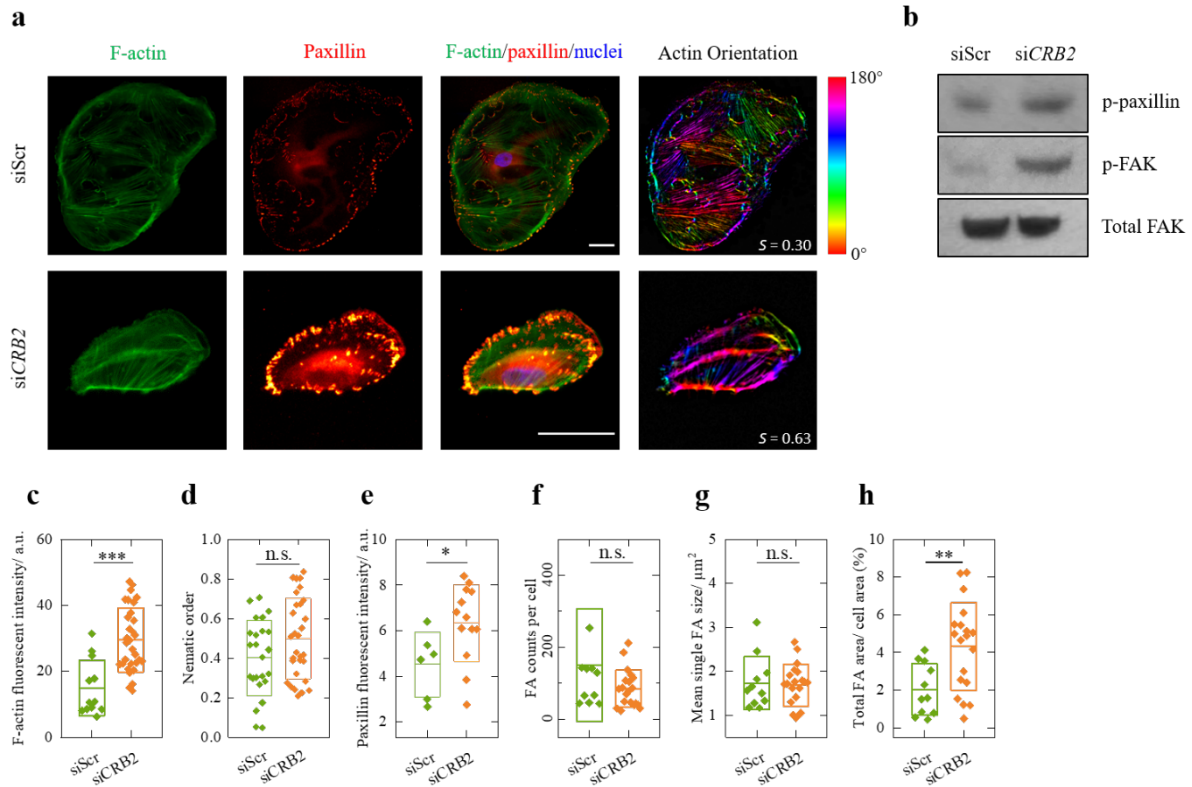 a
F-actin
Paxillin
F-actin/paxillin/nuclei
Actin Orientation
siScr
180°
0°
S = 0.30
siCRB2
S = 0.63
b
siScr
siCRB2
p-paxillin
p-FAK
Total FAK
c
F-actin fluorescent intensity/ a.u.
60
40
20
0
***
siScr
siCRB2
d
Nematic order
1.0
0.8
0.6
0.4
0.2
0.0
n.s.
siScr
siCRB2
e
Paxillin fluorescent intensity/ a.u.
10
8
6
4
2
*
siScr
siCRB2
f
FA counts per cell
400
200
0
n.s.
siScr
siCRB2
g
Mean single FA size/ μm²
5
4
3
2
1
n.s.
siScr
siCRB2
h
Total FA area/ cell area (%)
10
8
6
4
2
0
**
siScr
siCRB2